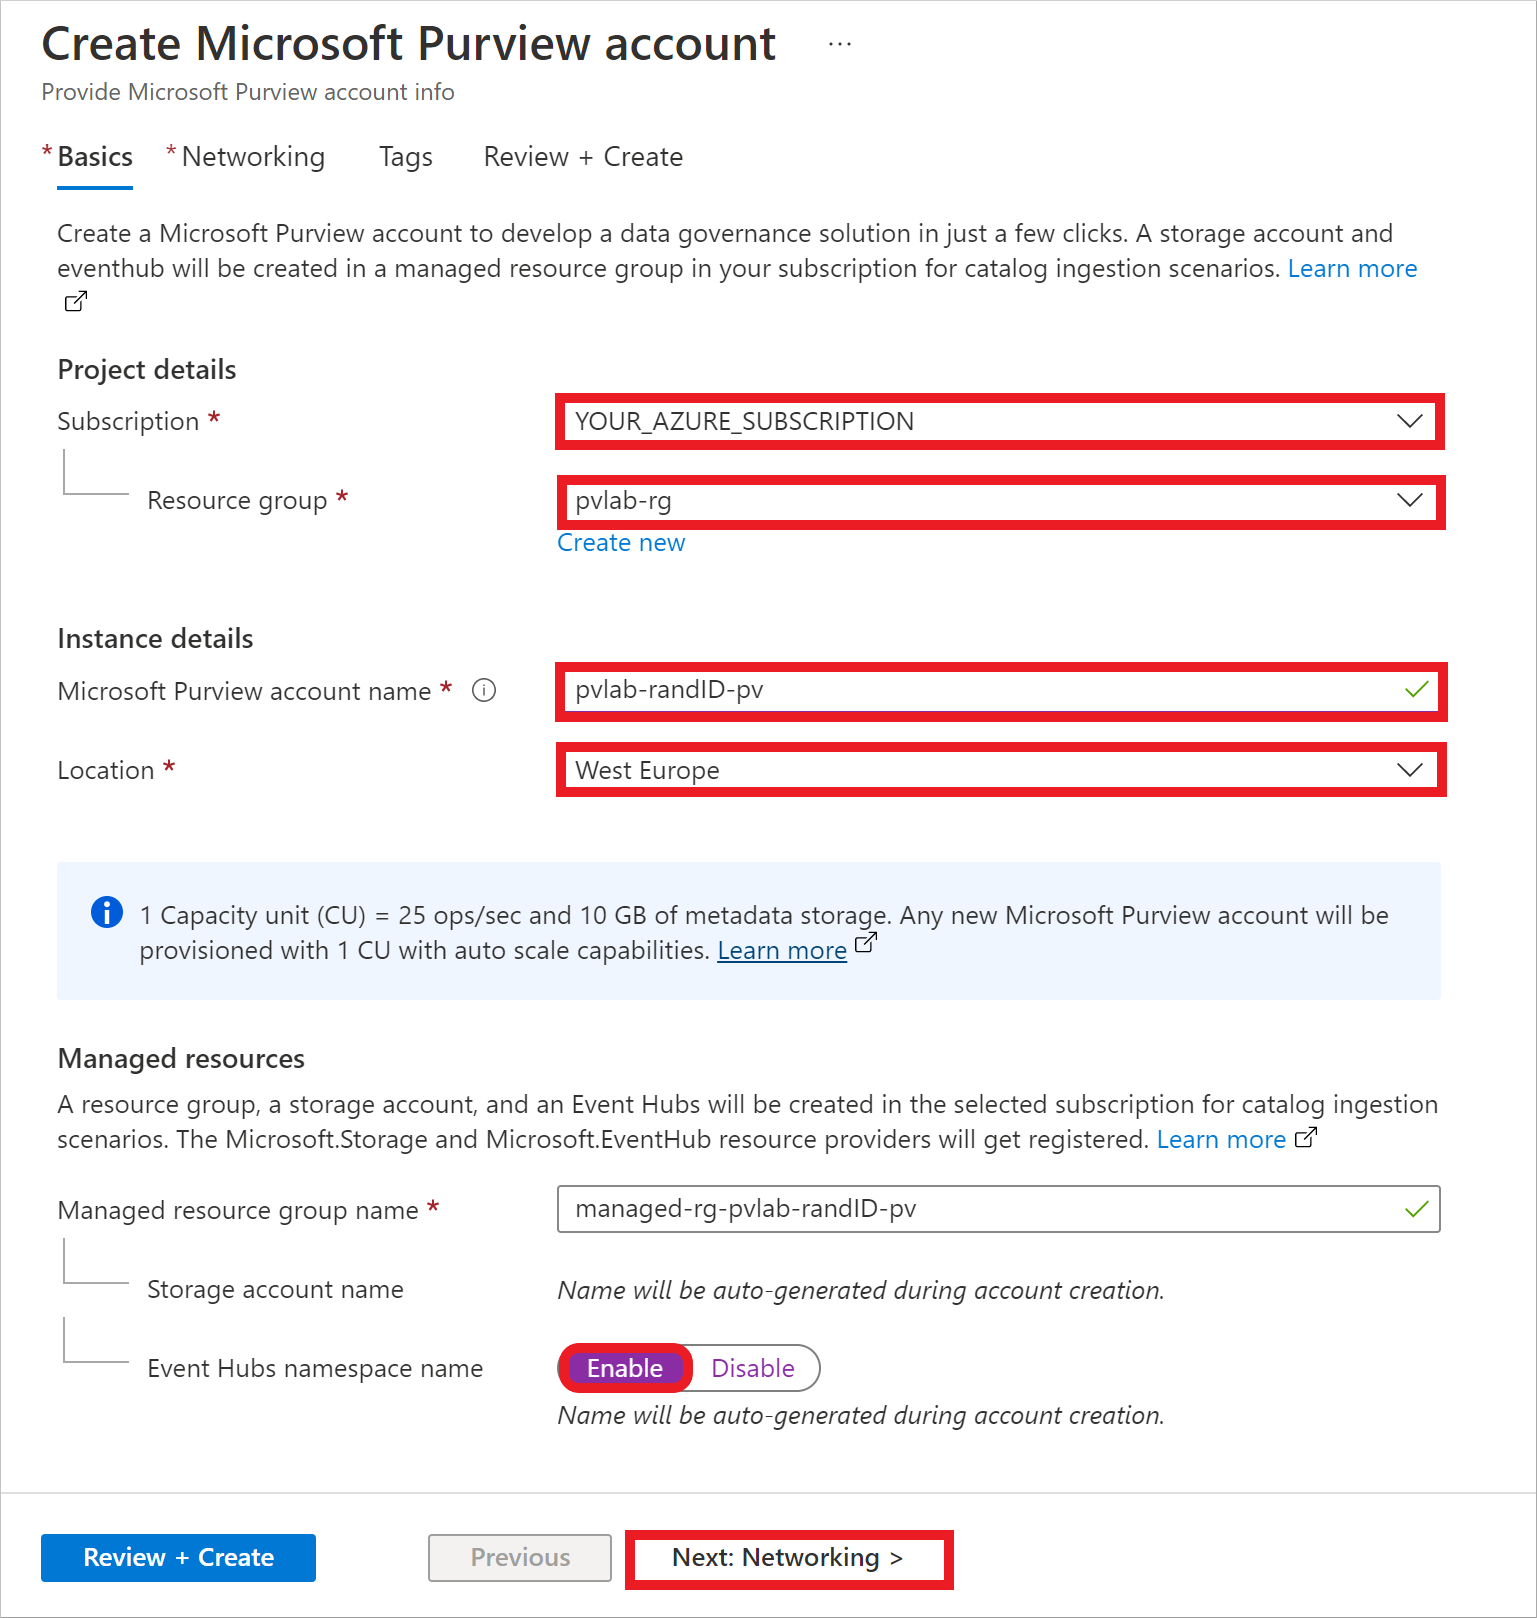 Create Microsoft Purview account ...
Provide Microsoft Purview account info
* Basics * Networking Tags Review + Create
Create a Microsoft Purview account to develop a data governance solution in just a few clicks. A storage account and
eventhub will be created in a managed resource group in your subscription for catalog ingestion scenarios. Learn more
Project details
Subscription * YOUR_AZURE_SUBSCRIPTION
Resource group * pvlab-rg
Create new
Instance details
Microsoft Purview account name * pvlab-randID-pv
Location * West Europe
1 Capacity unit (CU) = 25 ops/sec and 10 GB of metadata storage. Any new Microsoft Purview account will be
provisioned with 1 CU with auto scale capabilities. Learn more
Managed resources
A resource group, a storage account, and an Event Hubs will be created in the selected subscription for catalog ingestion
scenarios. The Microsoft.Storage and Microsoft.EventHub resource providers will get registered. Learn more
Managed resource group name * managed-rg-pvlab-randID-pv
Storage account name Name will be auto-generated during account creation.
Event Hubs namespace name Enable Disable
Name will be auto-generated during account creation.
Review + Create Previous Next: Networking >